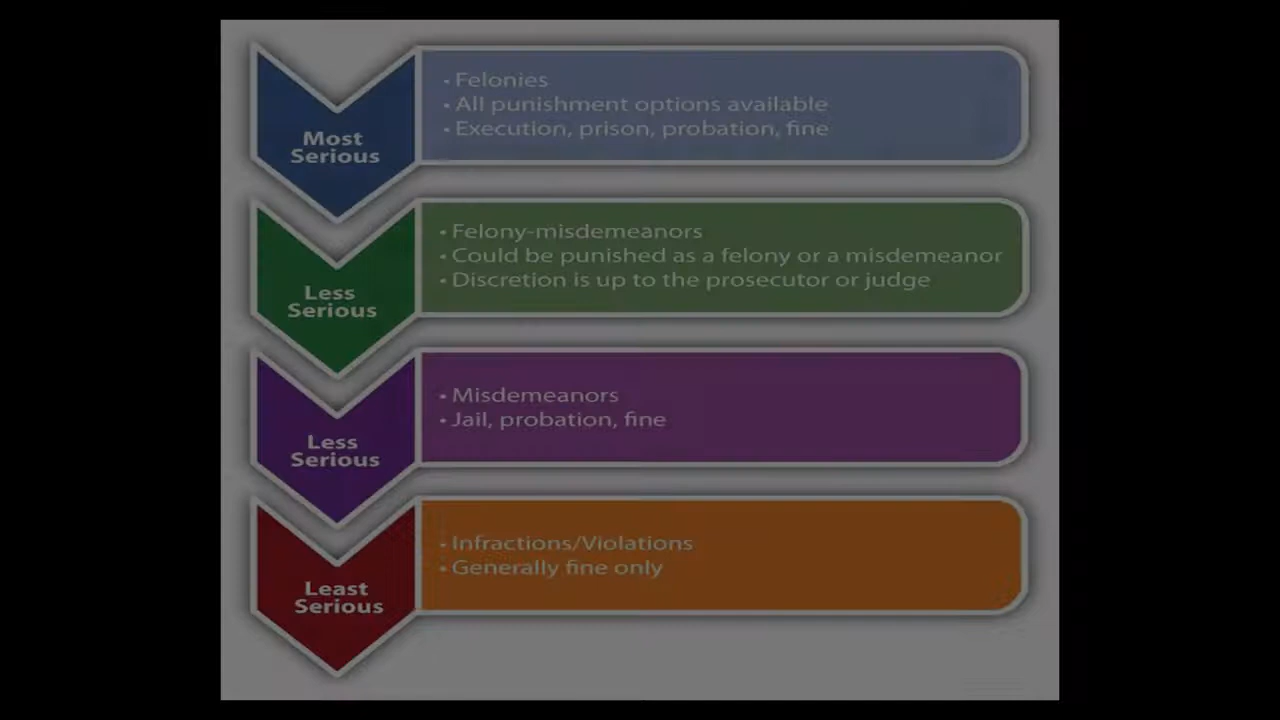 Most
Serious
• Felonies
• All punishment options available
• Execution, prison, probation, fine
Less
Serious
• Felony-misdemeanors
• Could be punished as a felony or a misdemeanor
• Discretion is up to the prosecutor or judge
Less
Serious
• Misdemeanors
• Jail, probation, fine
Least
Serious
• Infractions/Violations
• Generally fine only